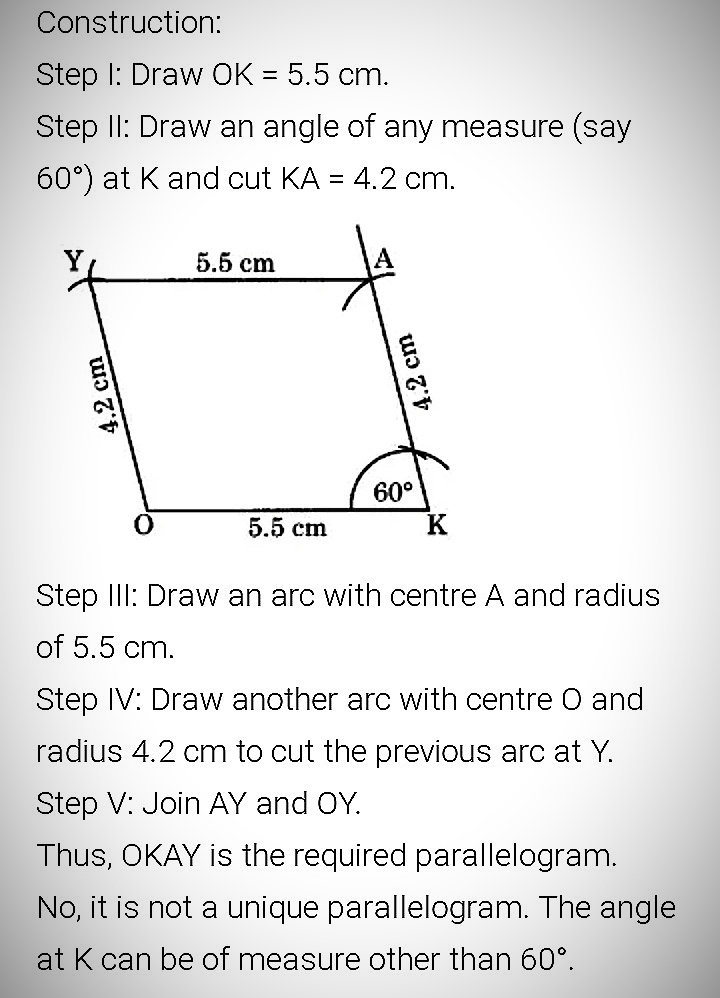 Construction:
Step I: Draw OK = 5.5 cm.
Step II: Draw an angle of any measure (say
60°) at K and cut KA = 4.2 cm.
Y 5.5 cm A
4.2 cm 4.2 cm
60°
O 5.5 cm K
Step III: Draw an arc with centre A and radius
of 5.5 cm.
Step IV: Draw another arc with centre O and
radius 4.2 cm to cut the previous arc at Y.
Step V: Join AY and OY.
Thus, OKAY is the required parallelogram.
No, it is not a unique parallelogram. The angle
at K can be of measure other than 60°.